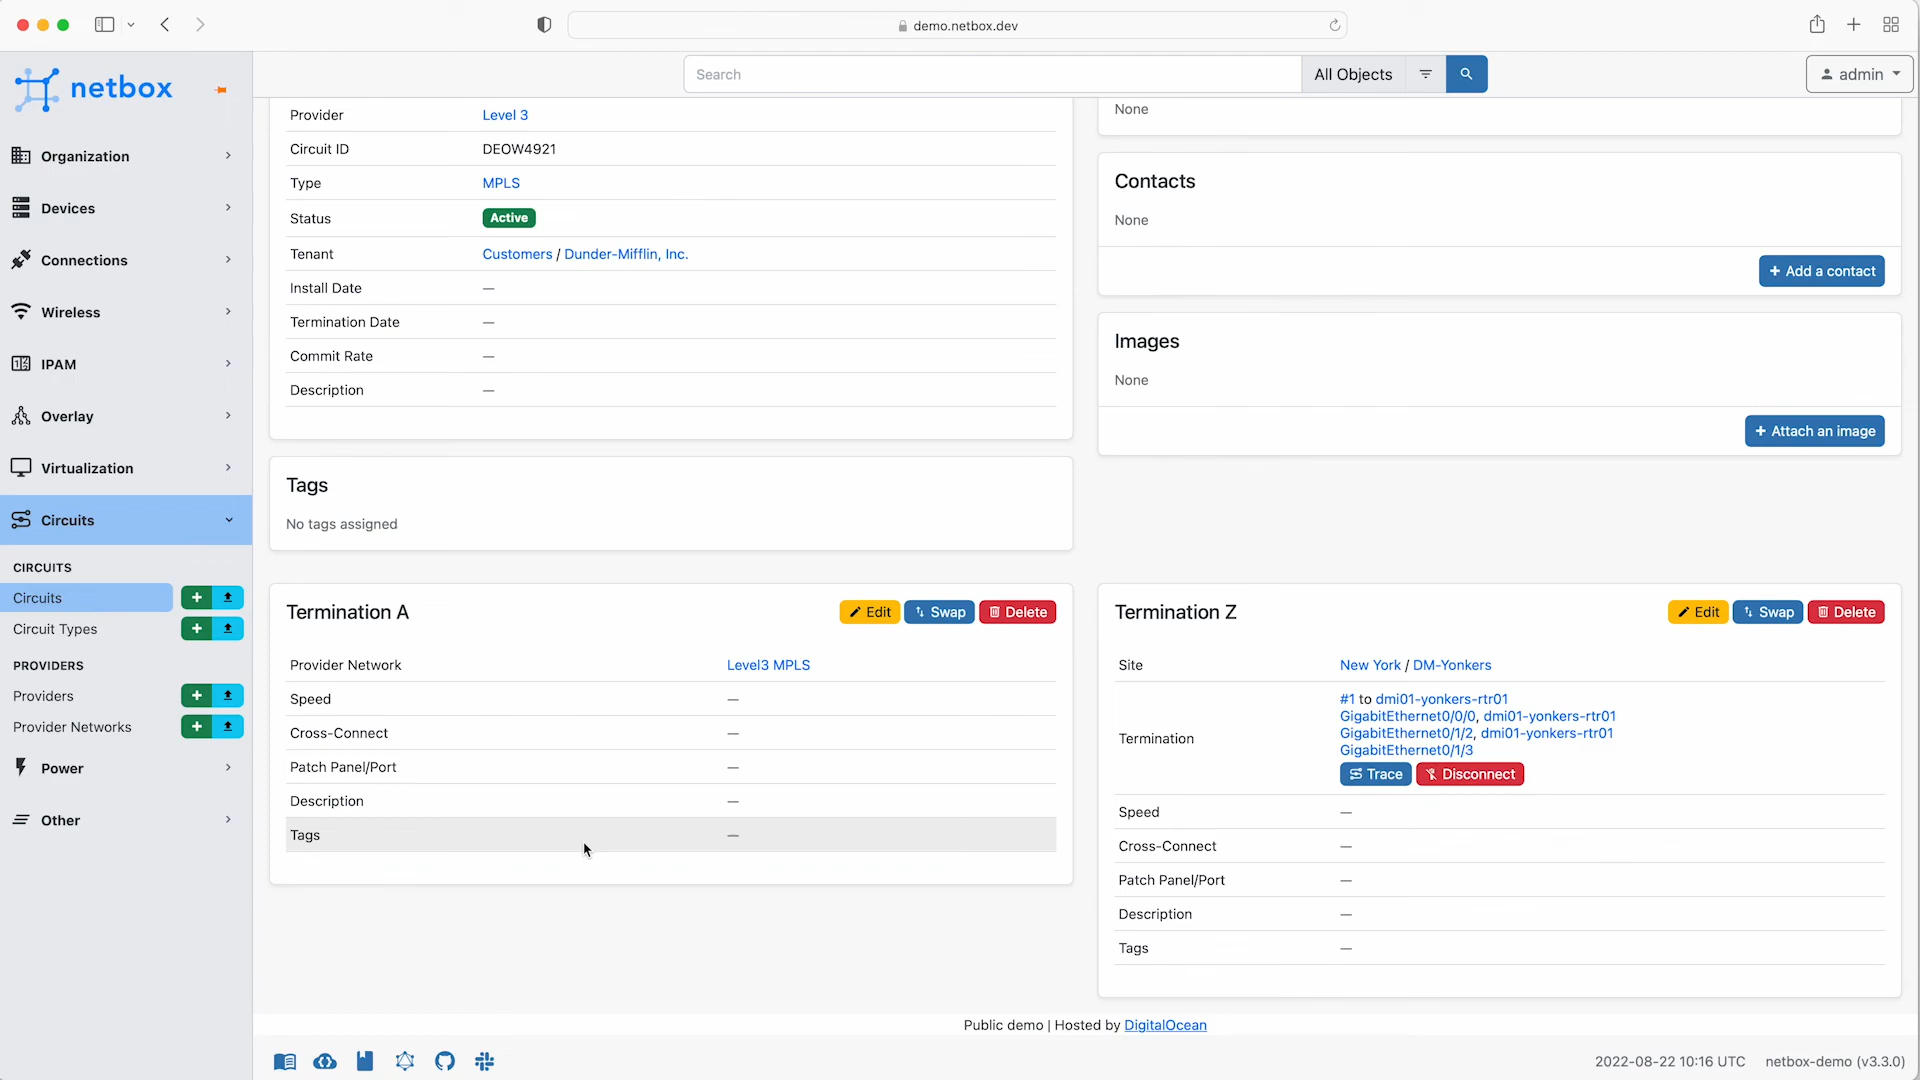 demo.netbox.dev
netbox
Search
All Objects
admin
Organization
Devices
Connections
Wireless
IPAM
Overlay
Virtualization
Circuits
CIRCUITS
Circuits
Circuit Types
PROVIDERS
Providers
Provider Networks
Power
Other
Provider Level 3
Circuit ID DEOW4921
Type MPLS
Status Active
Tenant Customers / Dunder-Mifflin, Inc.
Install Date —
Termination Date —
Commit Rate —
Description —
Tags
No tags assigned
None
Contacts
None
+ Add a contact
Images
None
+ Attach an image
Termination A
Edit Swap Delete
Provider Network Level3 MPLS
Speed —
Cross-Connect —
Patch Panel/Port —
Description —
Tags —
Termination Z
Edit Swap Delete
Site New York / DM-Yonkers
Termination
#1 to dmi01-yonkers-rtr01
GigabitEthernet0/0/0, dmi01-yonkers-rtr01
GigabitEthernet0/1/2, dmi01-yonkers-rtr01
GigabitEthernet0/1/3
Trace Disconnect
Speed —
Cross-Connect —
Patch Panel/Port —
Description —
Tags —
Public demo | Hosted by DigitalOcean
2022-08-22 10:16 UTC netbox-demo (v3.3.0)